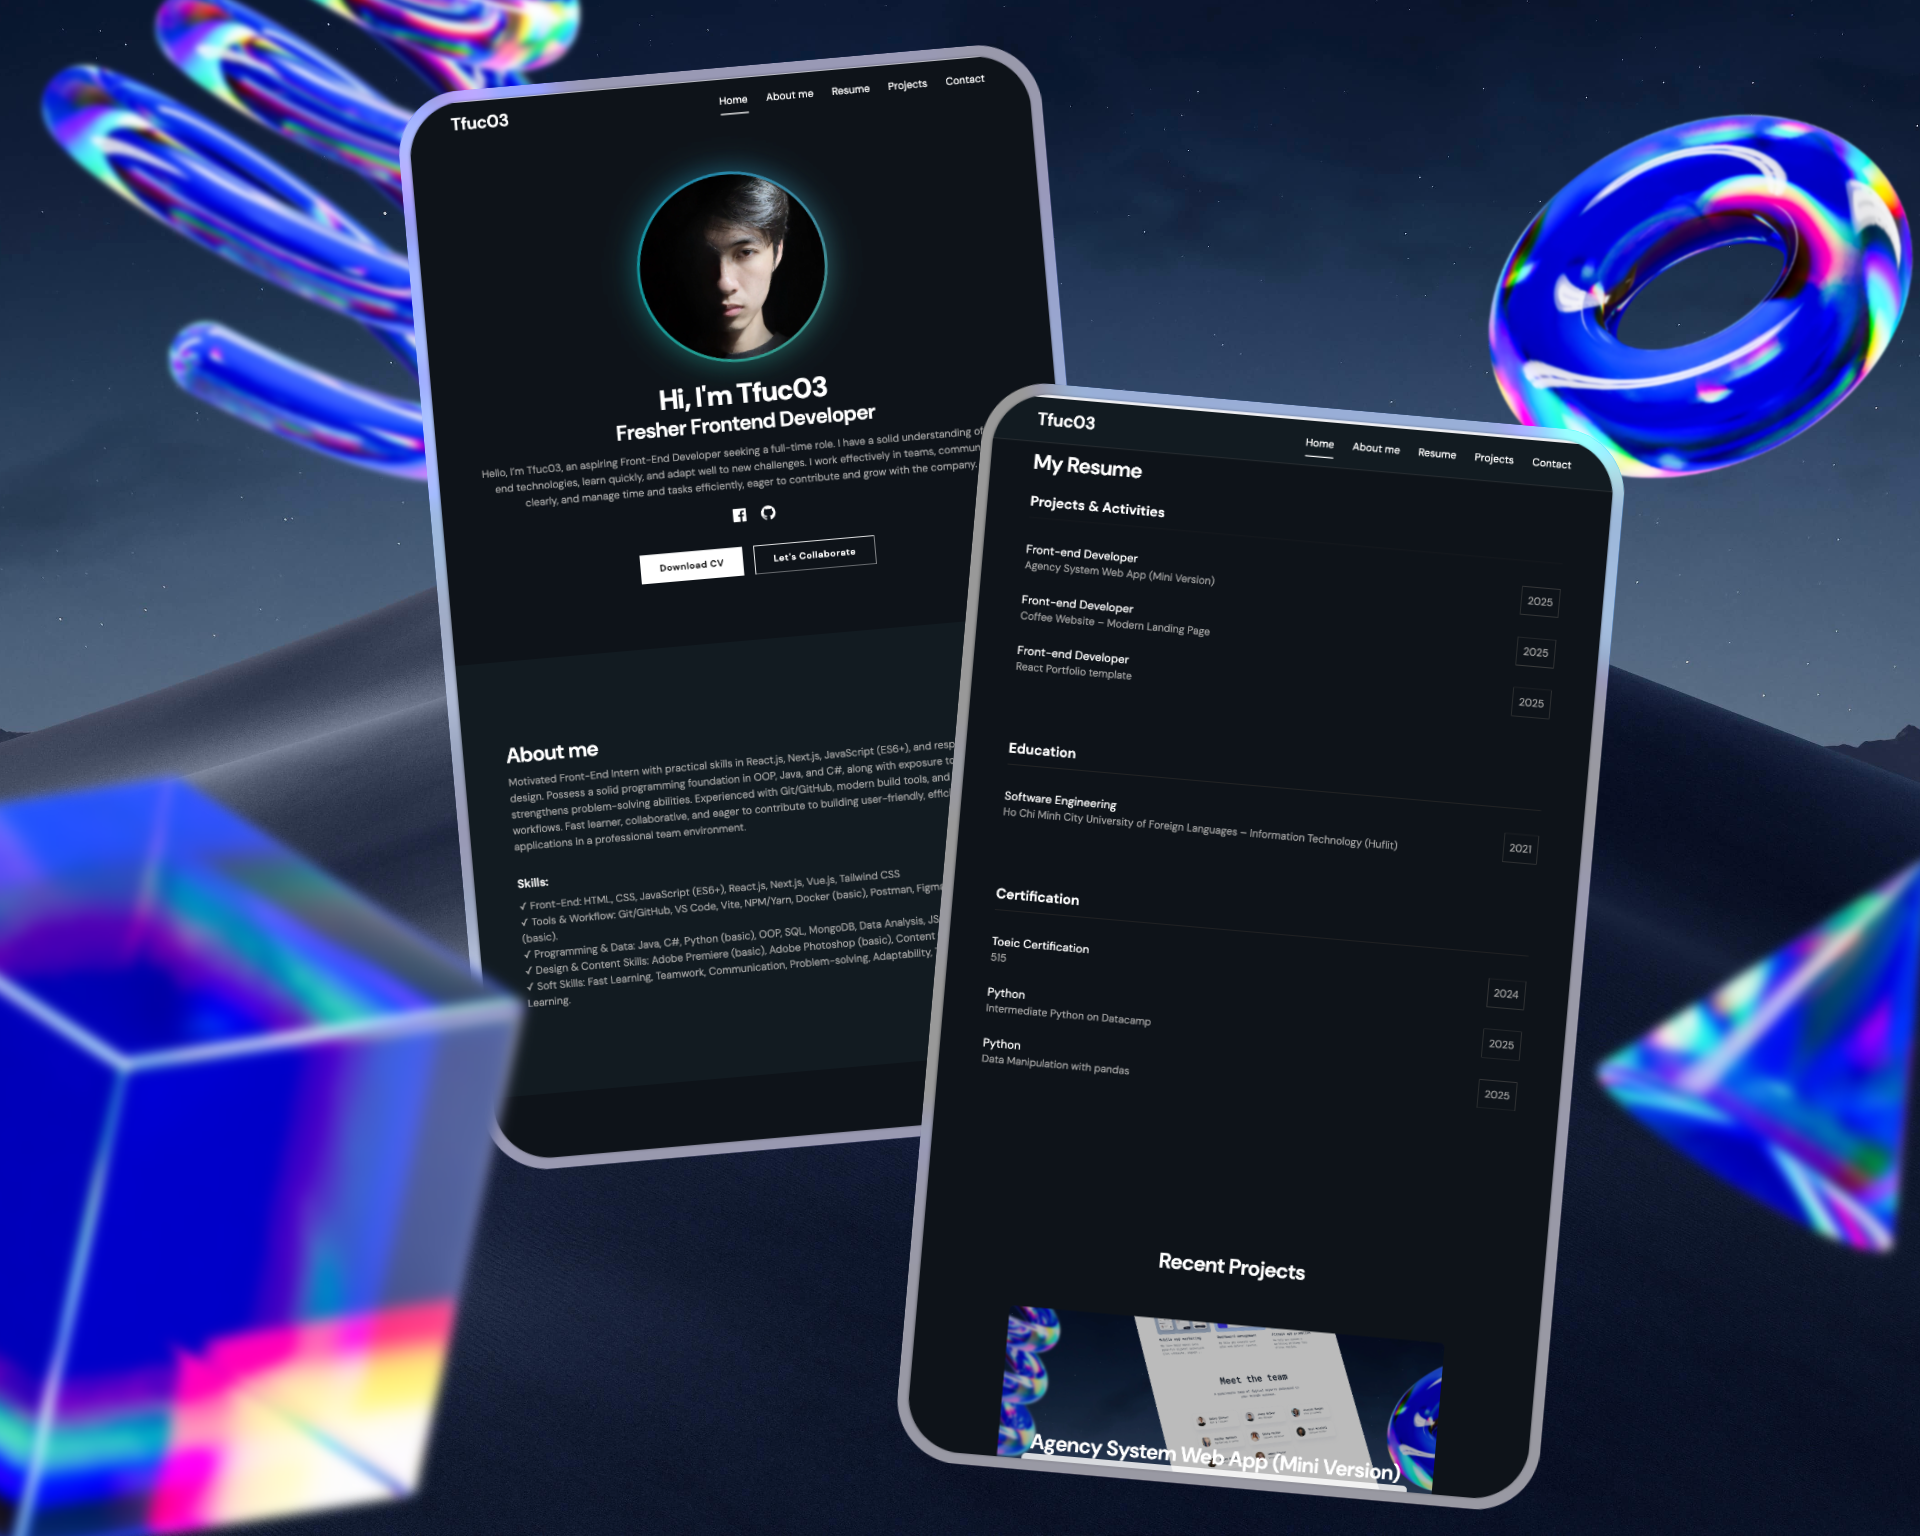 Tfuc03
Home About me Resume Projects Contact
Hi, I'm Tfuc03
Fresher Frontend Developer
Hello, I'm Tfuc03, an aspiring Front-End Developer seeking a full-time role. I have a solid understanding of
end technologies, learn quickly, and adapt well to new challenges. I work effectively in teams, commun
clearly, and manage time and tasks efficiently, eager to contribute and grow with the company.
Download CV
Let's Collaborate
About me
Motivated Front-End Intern with practical skills in React.js, Next.js, JavaScript (ES6+), and resp
design. Possess a solid programming foundation in OOP, Java, and C#, along with exposure to
strengthens problem-solving abilities. Experienced with Git/GitHub, modern build tools, and
workflows. Fast learner, collaborative, and eager to contribute to building user-friendly, effici
applications in a professional team environment.
Skills:
✓ Front-End: HTML, CSS, JavaScript (ES6+), React.js, Next.js, Vue.js, Tailwind CSS
✓ Tools & Workflow: Git/GitHub, VS Code, Vite, NPM/Yarn, Docker (basic), Postman, Figma
(basic).
✓ Programming & Data: Java, C#, Python (basic), OOP, SQL, MongoDB, Data Analysis, JS
✓ Design & Content Skills: Adobe Premiere (basic), Adobe Photoshop (basic), Content
✓ Soft Skills: Fast Learning, Teamwork, Communication, Problem-solving, Adaptability,
Learning.
Tfuc03
Home About me Resume Projects Contact
My Resume
Projects & Activities
Front-end Developer
Agency System Web App (Mini Version)
2025
Front-end Developer
Coffee Website – Modern Landing Page
2025
Front-end Developer
React Portfolio template
2025
Education
Software Engineering
Ho Chi Minh City University of Foreign Languages – Information Technology (Huflit)
2021
Certification
Toeic Certification
515
2024
Python
Intermediate Python on Datacamp
2025
Python
Data Manipulation with pandas
2025
Recent Projects
Meet the team
Agency System Web App (Mini Version)